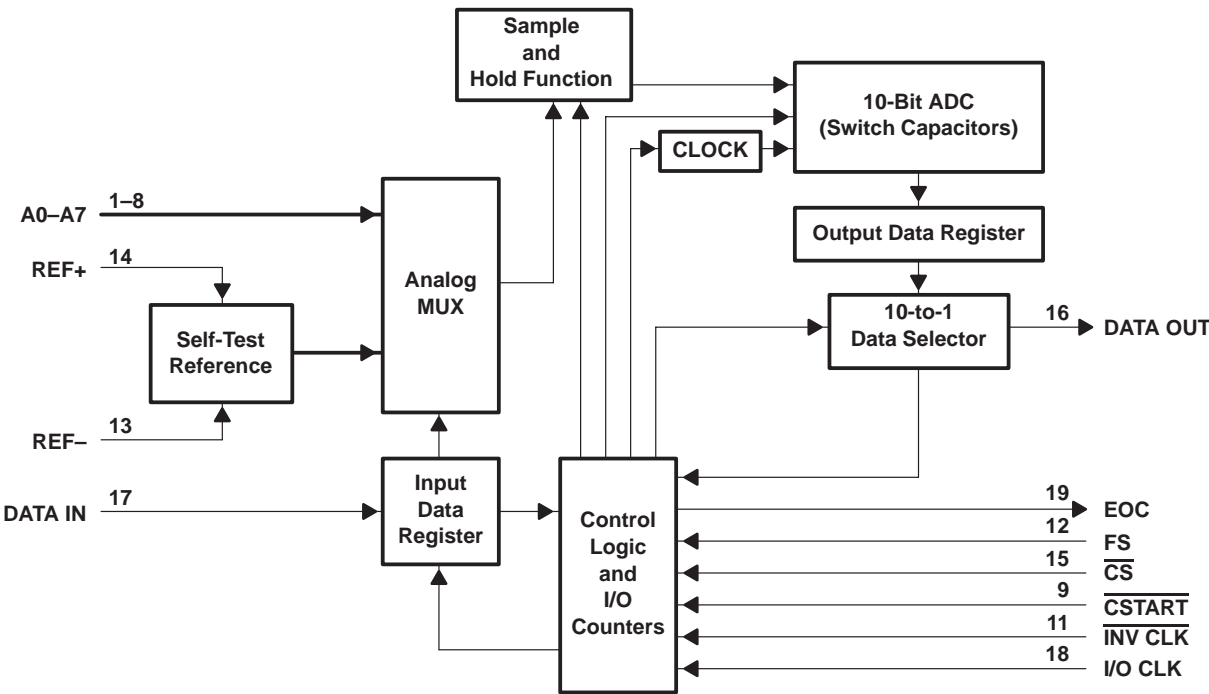 Sample
and
Hold Function
10-Bit ADC
(Switch Capacitors)
CLOCK
A0–A7
1–8
REF+
14
Analog
MUX
Output Data Register
Self-Test
Reference
10-to-1
Data Selector
16
DATA OUT
REF–
13
DATA IN
17
Input
Data
Register
Control
Logic
and
I/O
Counters
19
EOC
12
FS
15
CS
9
CSTART
11
INV CLK
18
I/O CLK